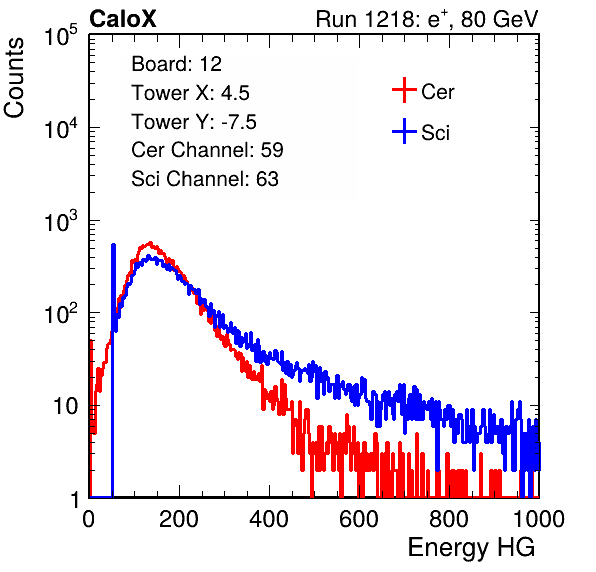 CaloX Run 1218: e⁺, 80 GeV
Counts
Board: 12
Tower X: 4.5
Tower Y: -7.5
Cer Channel: 59
Sci Channel: 63
Cer
Sci
10⁵
10⁴
10³
10²
10
1
0 200 400 600 800 1000
Energy HG